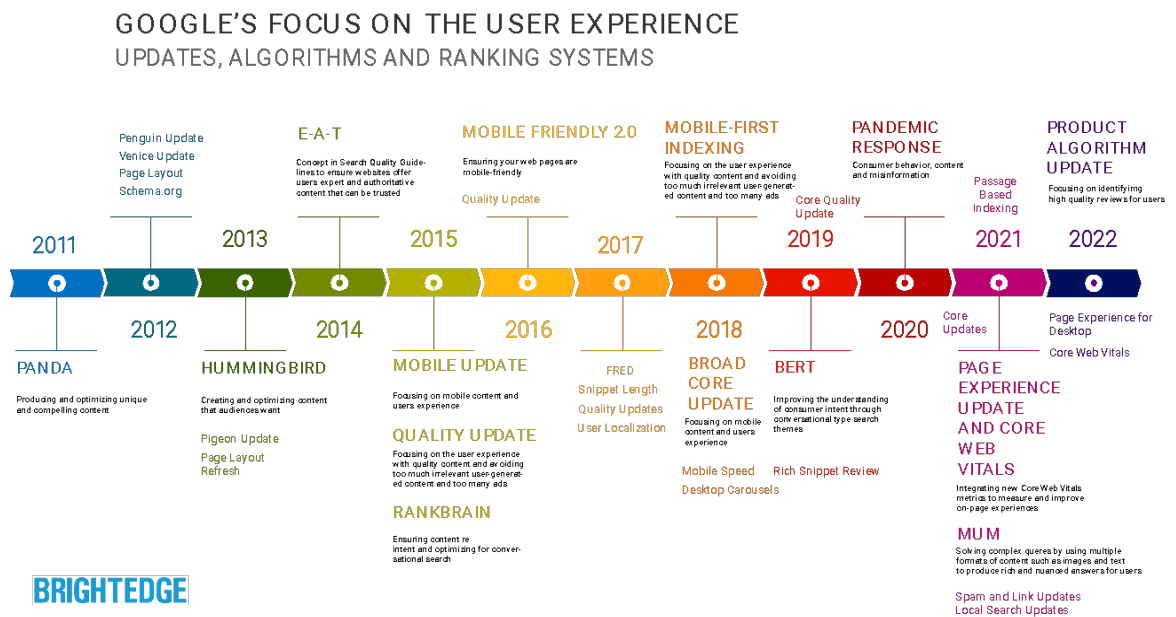 GOOGLE'S FOCUS ON THE USER EXPERIENCE
UPDATES, ALGORITHMS AND RANKING SYSTEMS
2011
PANDA
Producing and optimizing unique
and compelling content
Penguin Update
Venice Update
Page Layout
Schema.org
2012
2013
HUMMINGBIRD
Creating and optimizing content
that audiences want
Pigeon Update
Page Layout
Refresh
E-A-T
Concept in Search Quality Guide-
lines to ensure websites offer
users expert and authoritative
content that can be trusted
2014
2015
MOBILE UPDATE
Focusing on mobile content and
users experience
QUALITY UPDATE
Focusing on the user experience
with quality content and avoiding
too much irrelevant user-generat-
ed content and too many ads
RANKBRAIN
Ensuring content re
intent and optimizing for conver-
sational search
MOBILE FRIENDLY 2.0
Ensuring your web pages are
mobile-friendly
Quality Update
2016
2017
FRED
Snippet Length
Quality Updates
User Localization
MOBILE-FIRST
INDEXING
Focusing on the user experience
with quality content and avoiding
too much irrelevant user-generat-
ed content and too many ads
2018
BROAD
CORE
UPDATE
Focusing on mobile
content and users
experience
Mobile Speed
Desktop Carousels
Core Quality
Update
2019
BERT
Improving the understanding
of consumer intent through
conversational type search
themes
Rich Snippet Review
PANDEMIC
RESPONSE
Consumer behavior, content
and misinformation
2020
Passage
Based
Indexing
2021
Core
Updates
PAGE
EXPERIENCE
UPDATE
AND CORE
WEB
VITALS
Integrating new Core Web Vitals
metrics to measure and improve
on-page experiences
MUM
Solving complex queres by using multiple
formats of content such as images and text
to produce rich and nuanced answers for users
Spam and Link Updates
Local Search Updates
PRODUCT
ALGORITHM
UPDATE
Focusing on identifying
high quality reviews for users
2022
Page Experience for
Desktop
Core Web Vitals
BRIGHTEDGE